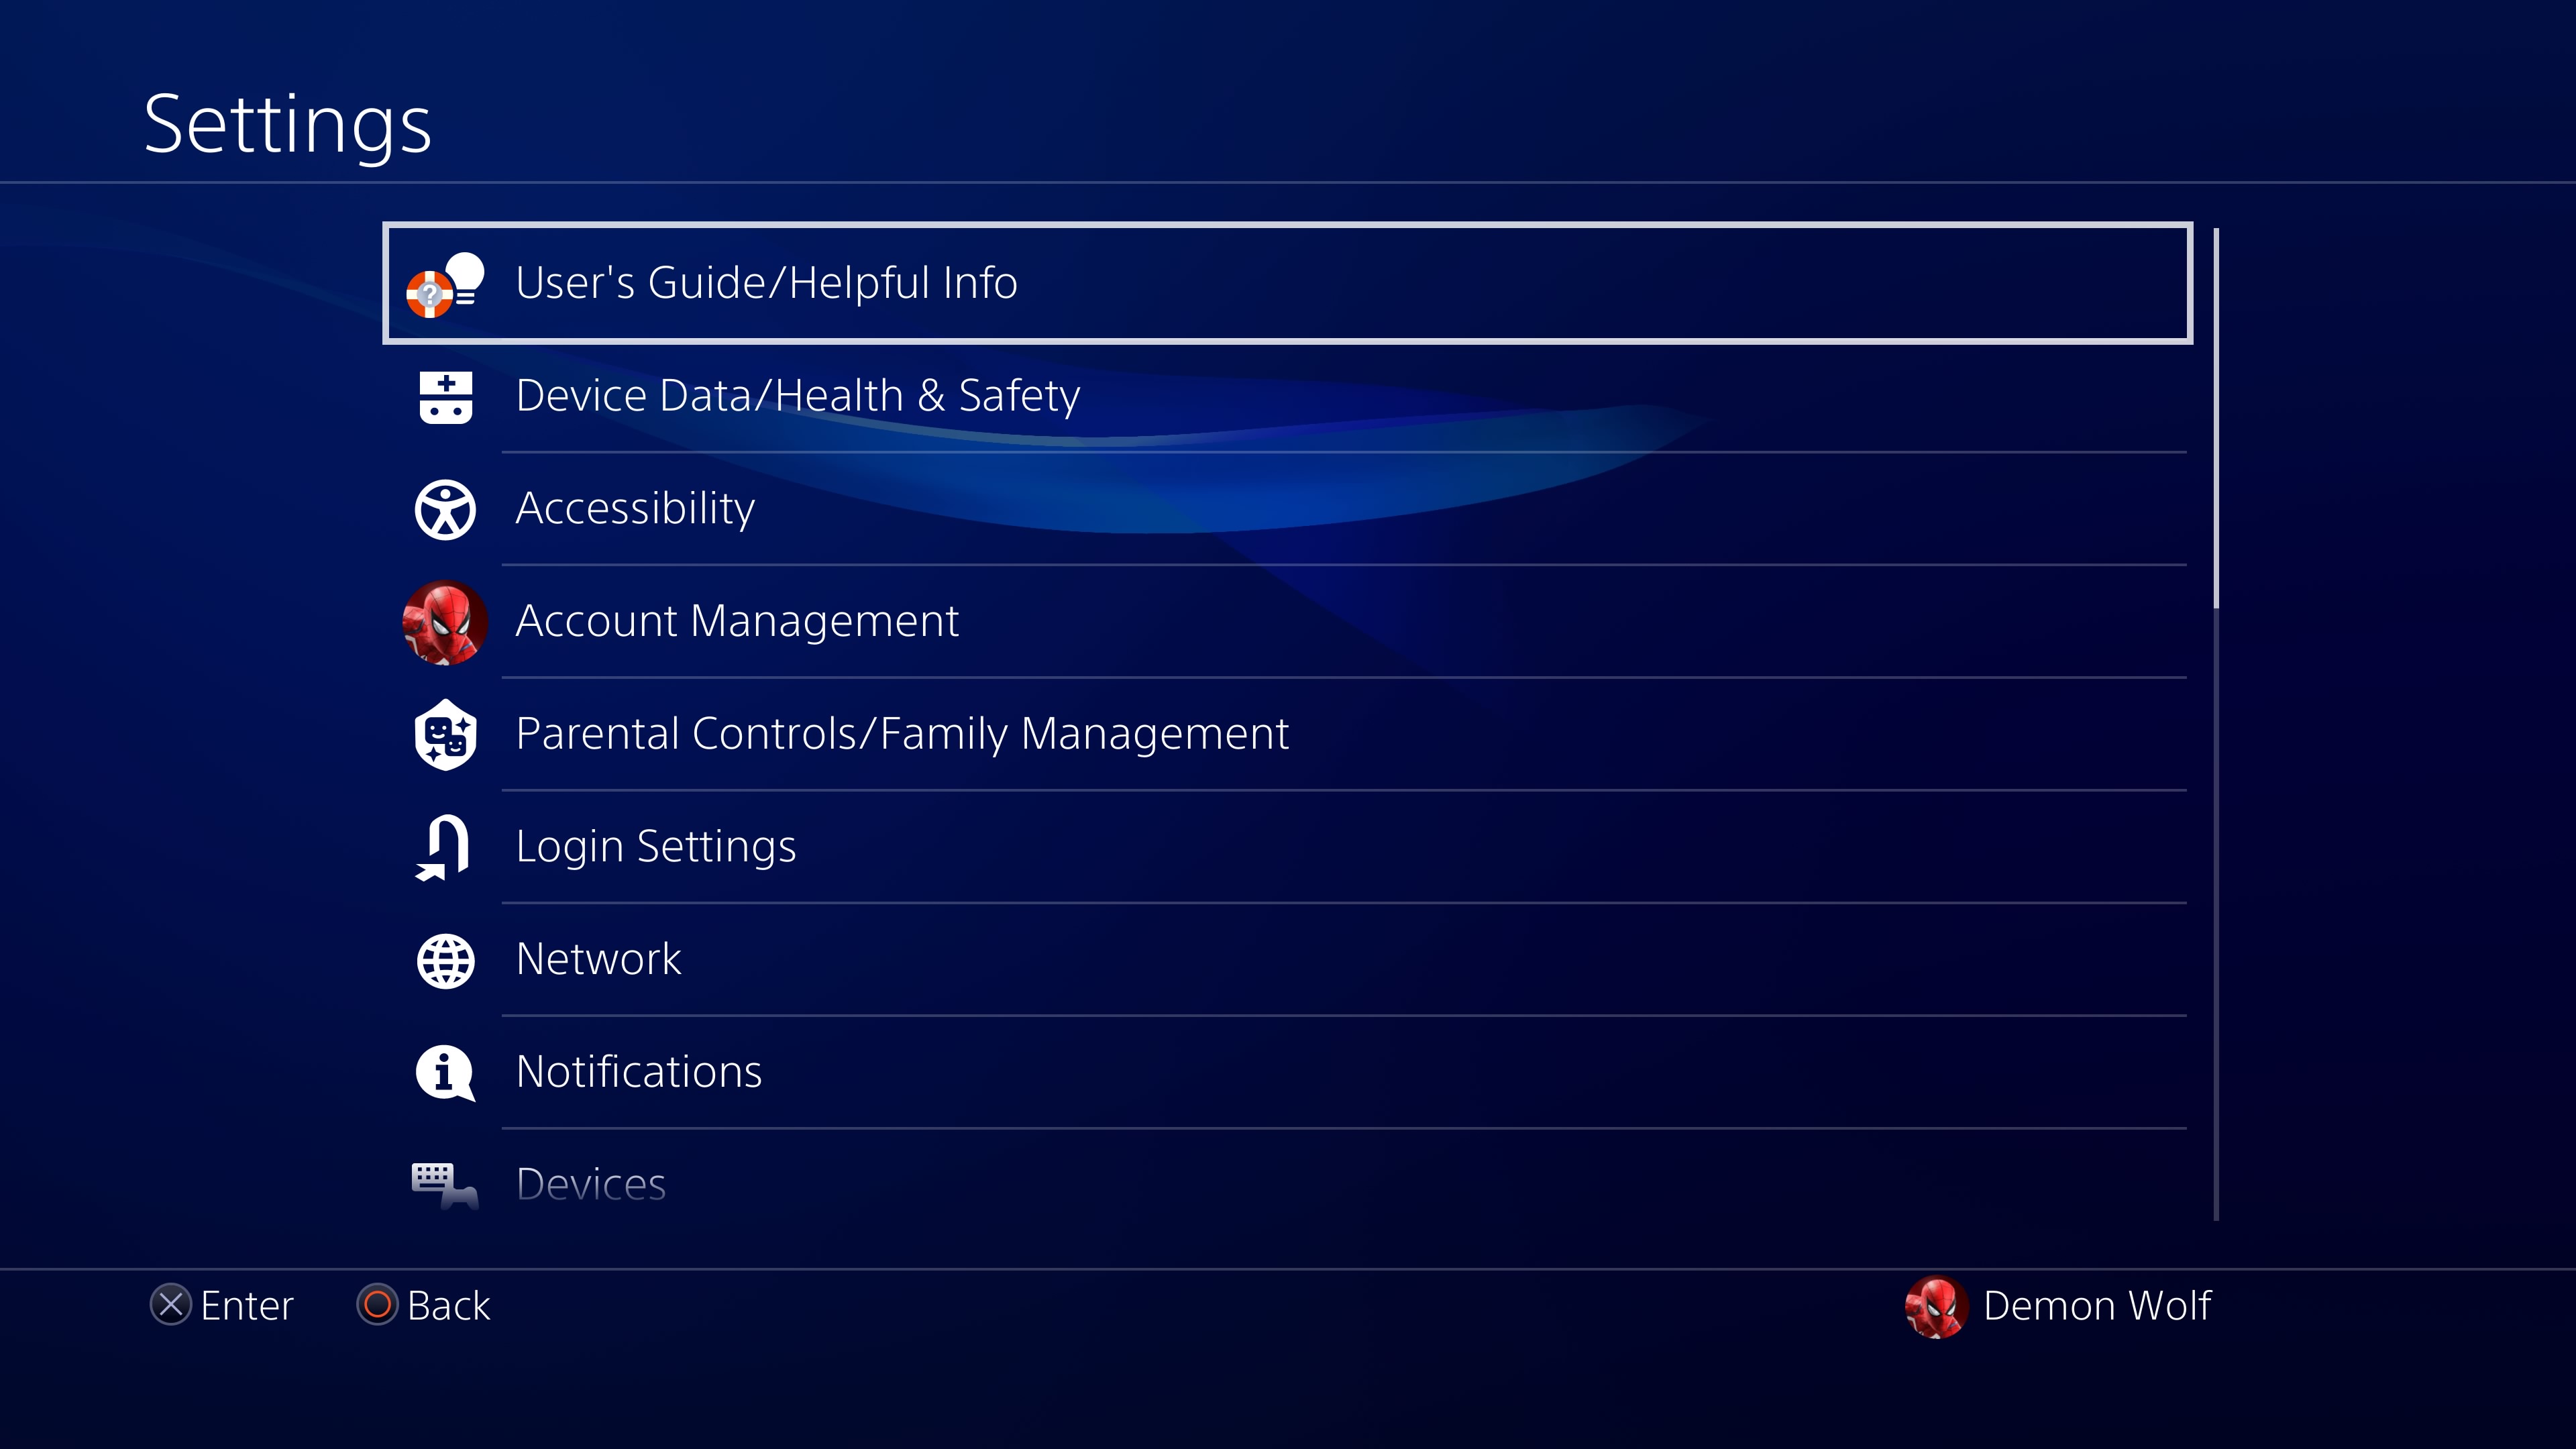 Settings
User's Guide/Helpful Info
Device Data/Health & Safety
Accessibility
Account Management
Parental Controls/Family Management
Login Settings
Network
Notifications
Devices
Enter
Back
Demon Wolf